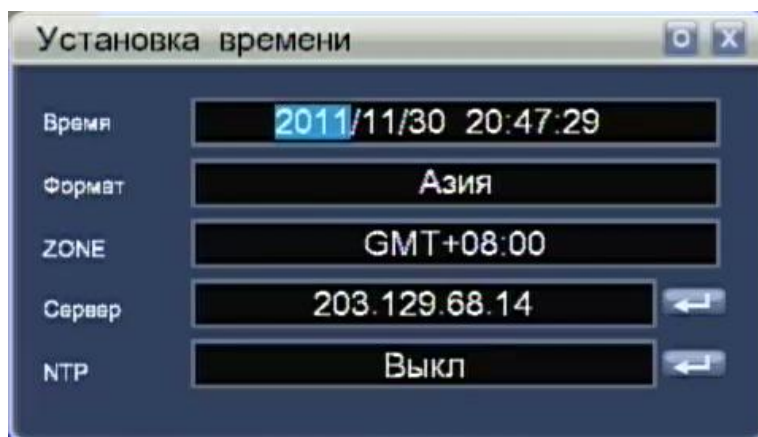 Установка времени
Время 2011/11/30 20:47:29
Формат Азия
ZONE GMT+08:00
Сервер 203.129.68.14
NTP Выкл